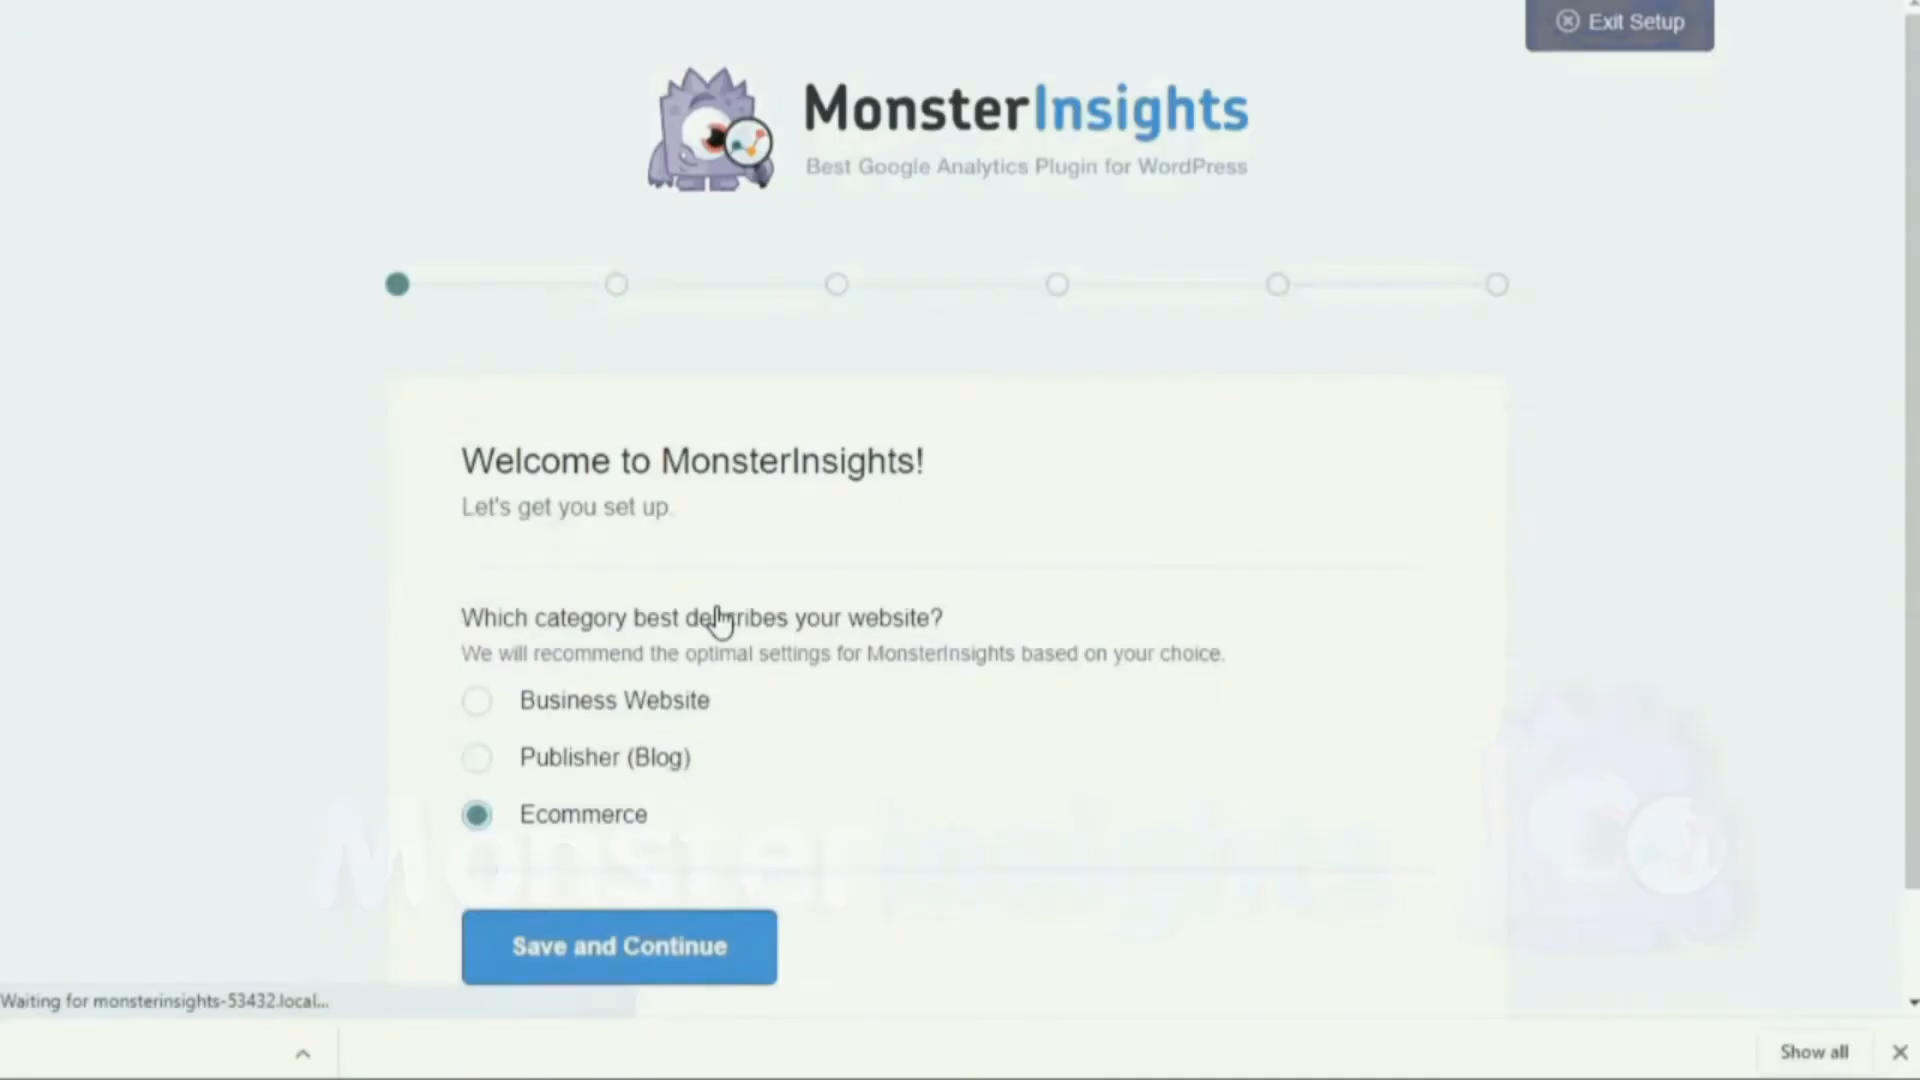 Exit Setup
MonsterInsights
Best Google Analytics Plugin for WordPress
Welcome to MonsterInsights!
Let's get you set up.
Which category best describes your website?
We will recommend the optimal settings for MonsterInsights based on your choice.
Business Website
Publisher (Blog)
Ecommerce
MonsterInsights
Save and Continue
Waiting for monsterinsights-53432.local...
Show all